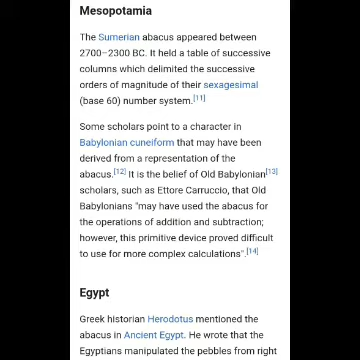 Mesopotamia
The Sumerian abacus appeared between
2700–2300 BC. It held a table of successive
columns which delimited the successive
orders of magnitude of their sexagesimal
(base 60) number system.[11]
Some scholars point to a character in
Babylonian cuneiform that may have been
derived from a representation of the
abacus.[12] It is the belief of Old Babylonian[13]
scholars, such as Ettore Carruccio, that Old
Babylonians "may have used the abacus for
the operations of addition and subtraction;
however, this primitive device proved difficult
to use for more complex calculations".[14]
Egypt
Greek historian Herodotus mentioned the
abacus in Ancient Egypt. He wrote that the
Egyptians manipulated the pebbles from right